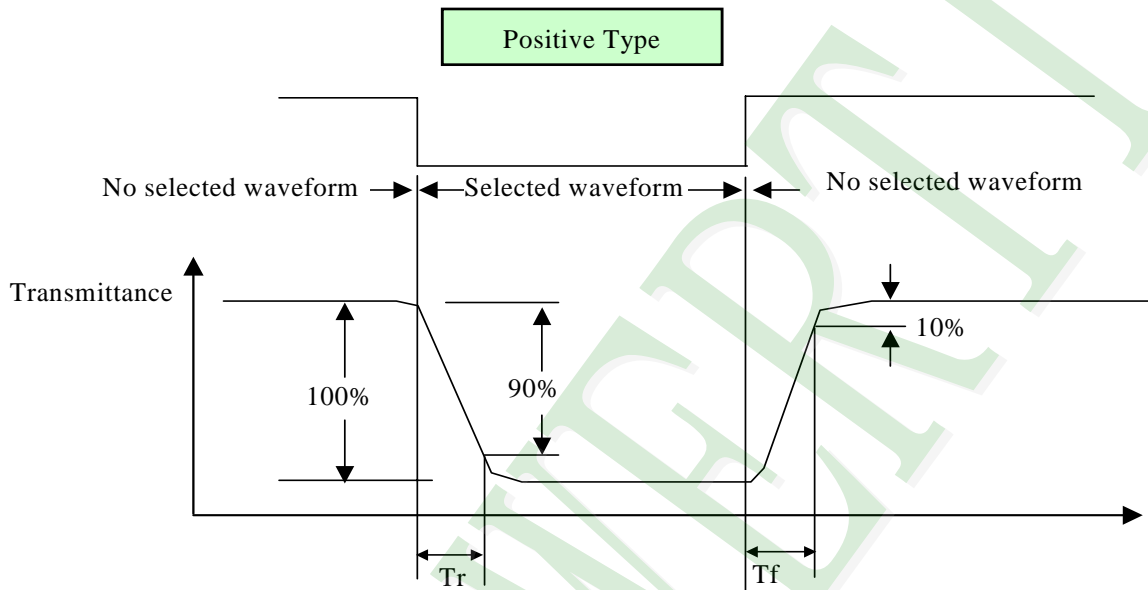 Positive Type
No selected waveform
Selected waveform
No selected waveform
Transmittance
10%
100%
90%
Tr
Tf